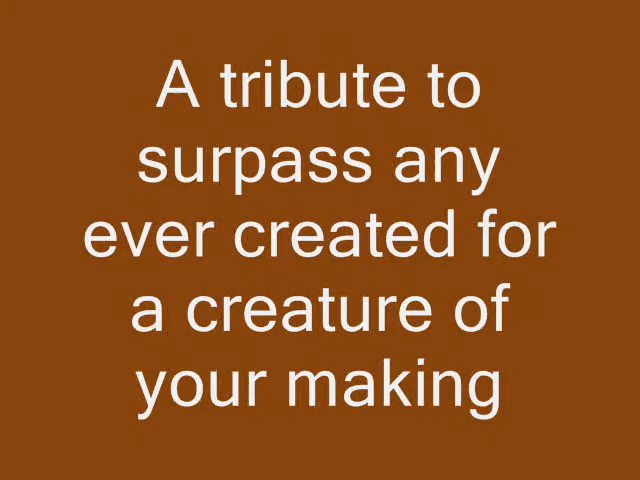 A tribute to
surpass any
ever created for
a creature of
your making